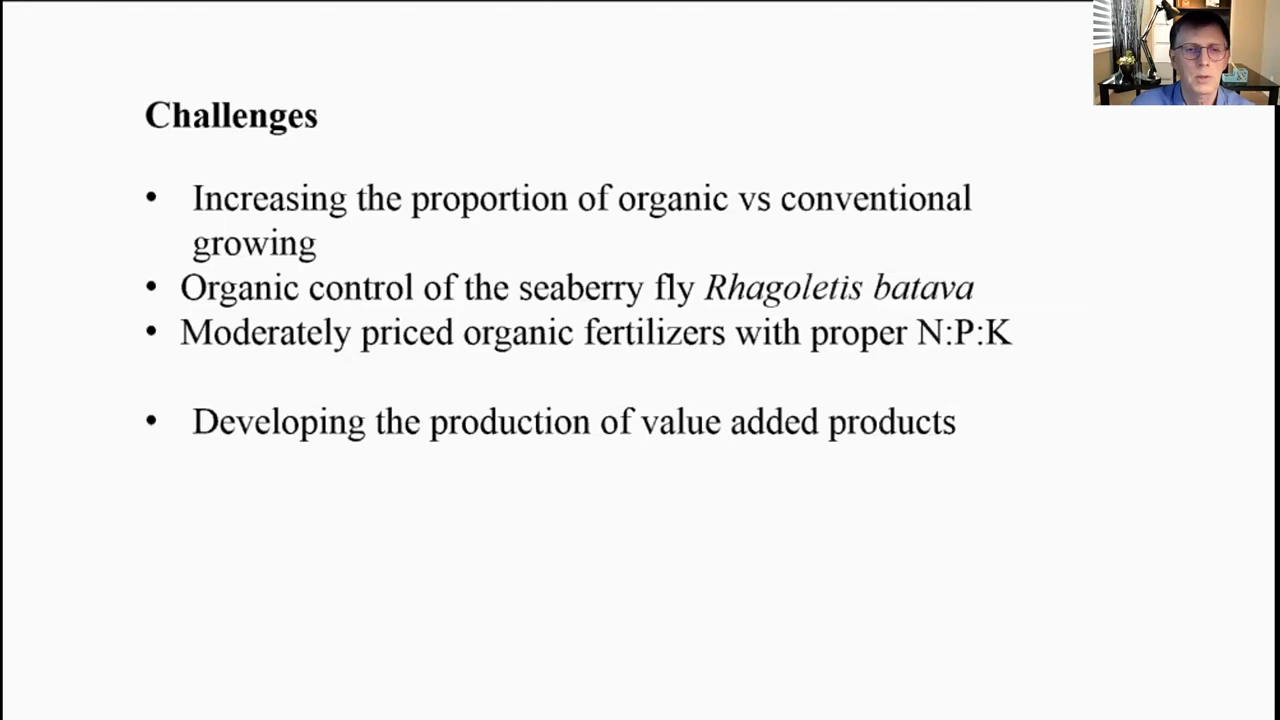 Challenges
• Increasing the proportion of organic vs conventional
growing
• Organic control of the seaberry fly Rhagoletis batava
• Moderately priced organic fertilizers with proper N:P:K
• Developing the production of value added products